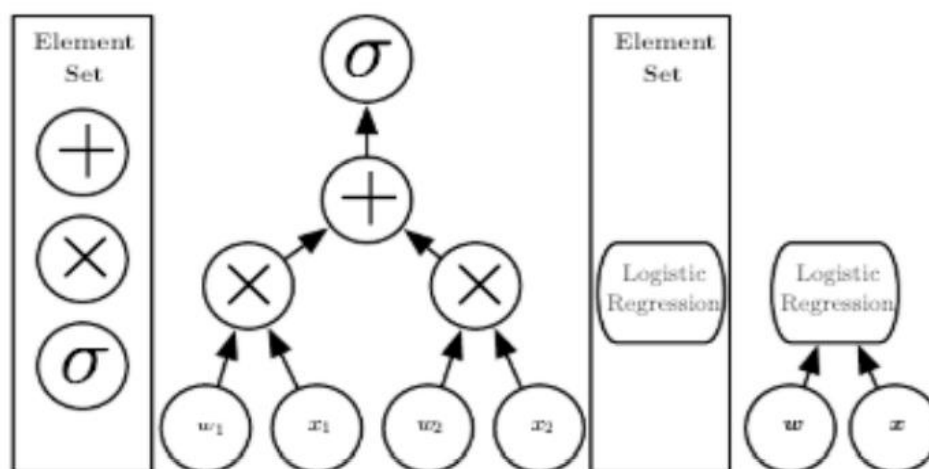 Element
Set
+
×
σ
σ
+
×
×
w₁
x₁
w₂
x₂
Element
Set
Logistic
Regression
Logistic
Regression
w
x